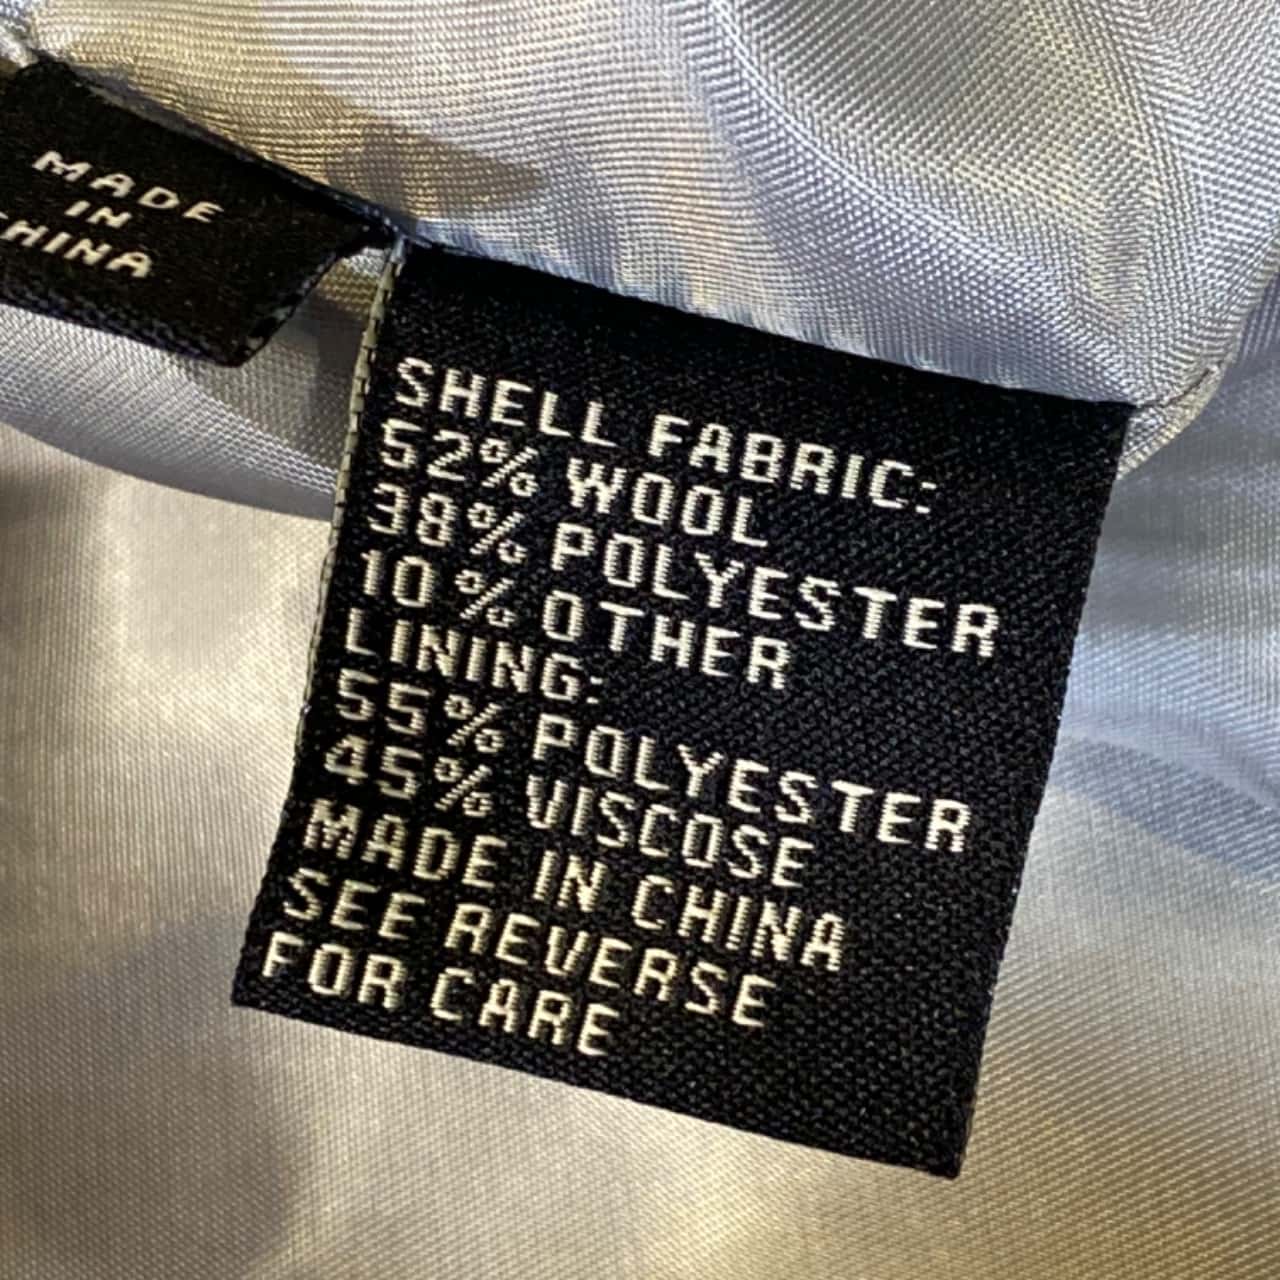 MADE
IN
CHINA
SHELL FABRIC:
52% WOOL
38% POLYESTER
10% OTHER
LINING:
55% POLYESTER
45% VISCOSE
MADE IN CHINA
SEE REVERSE
FOR CARE